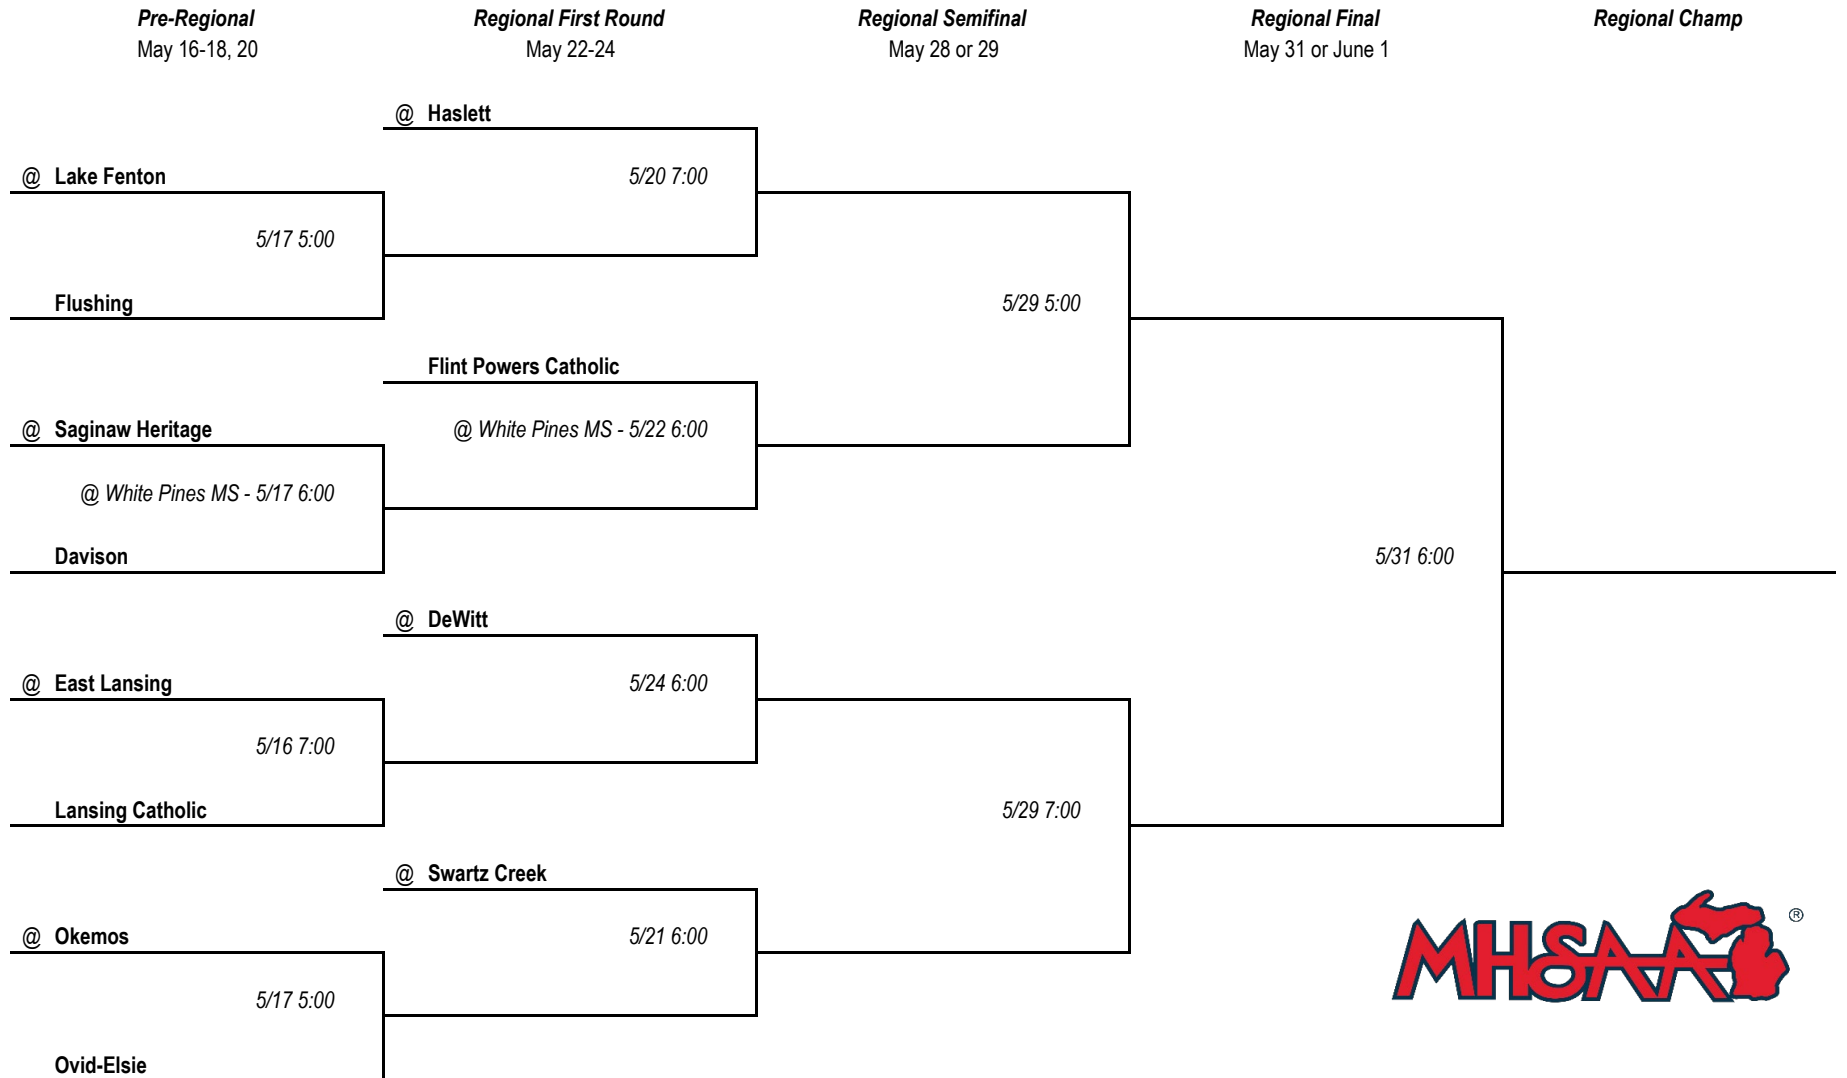 Pre-Regional
May 16-18, 20
Regional First Round
May 22-24
Regional Semifinal
May 28 or 29
Regional Final
May 31 or June 1
Regional Champ
@ Haslett
@ Lake Fenton
5/20 7:00
5/17 5:00
Flushing
5/29 5:00
Flint Powers Catholic
@ Saginaw Heritage
@ White Pines MS - 5/22 6:00
@ White Pines MS - 5/17 6:00
Davison
5/31 6:00
@ DeWitt
@ East Lansing
5/24 6:00
5/16 7:00
Lansing Catholic
5/29 7:00
@ Swartz Creek
@ Okemos
5/21 6:00
MHSAA ®
5/17 5:00
Ovid-Elsie